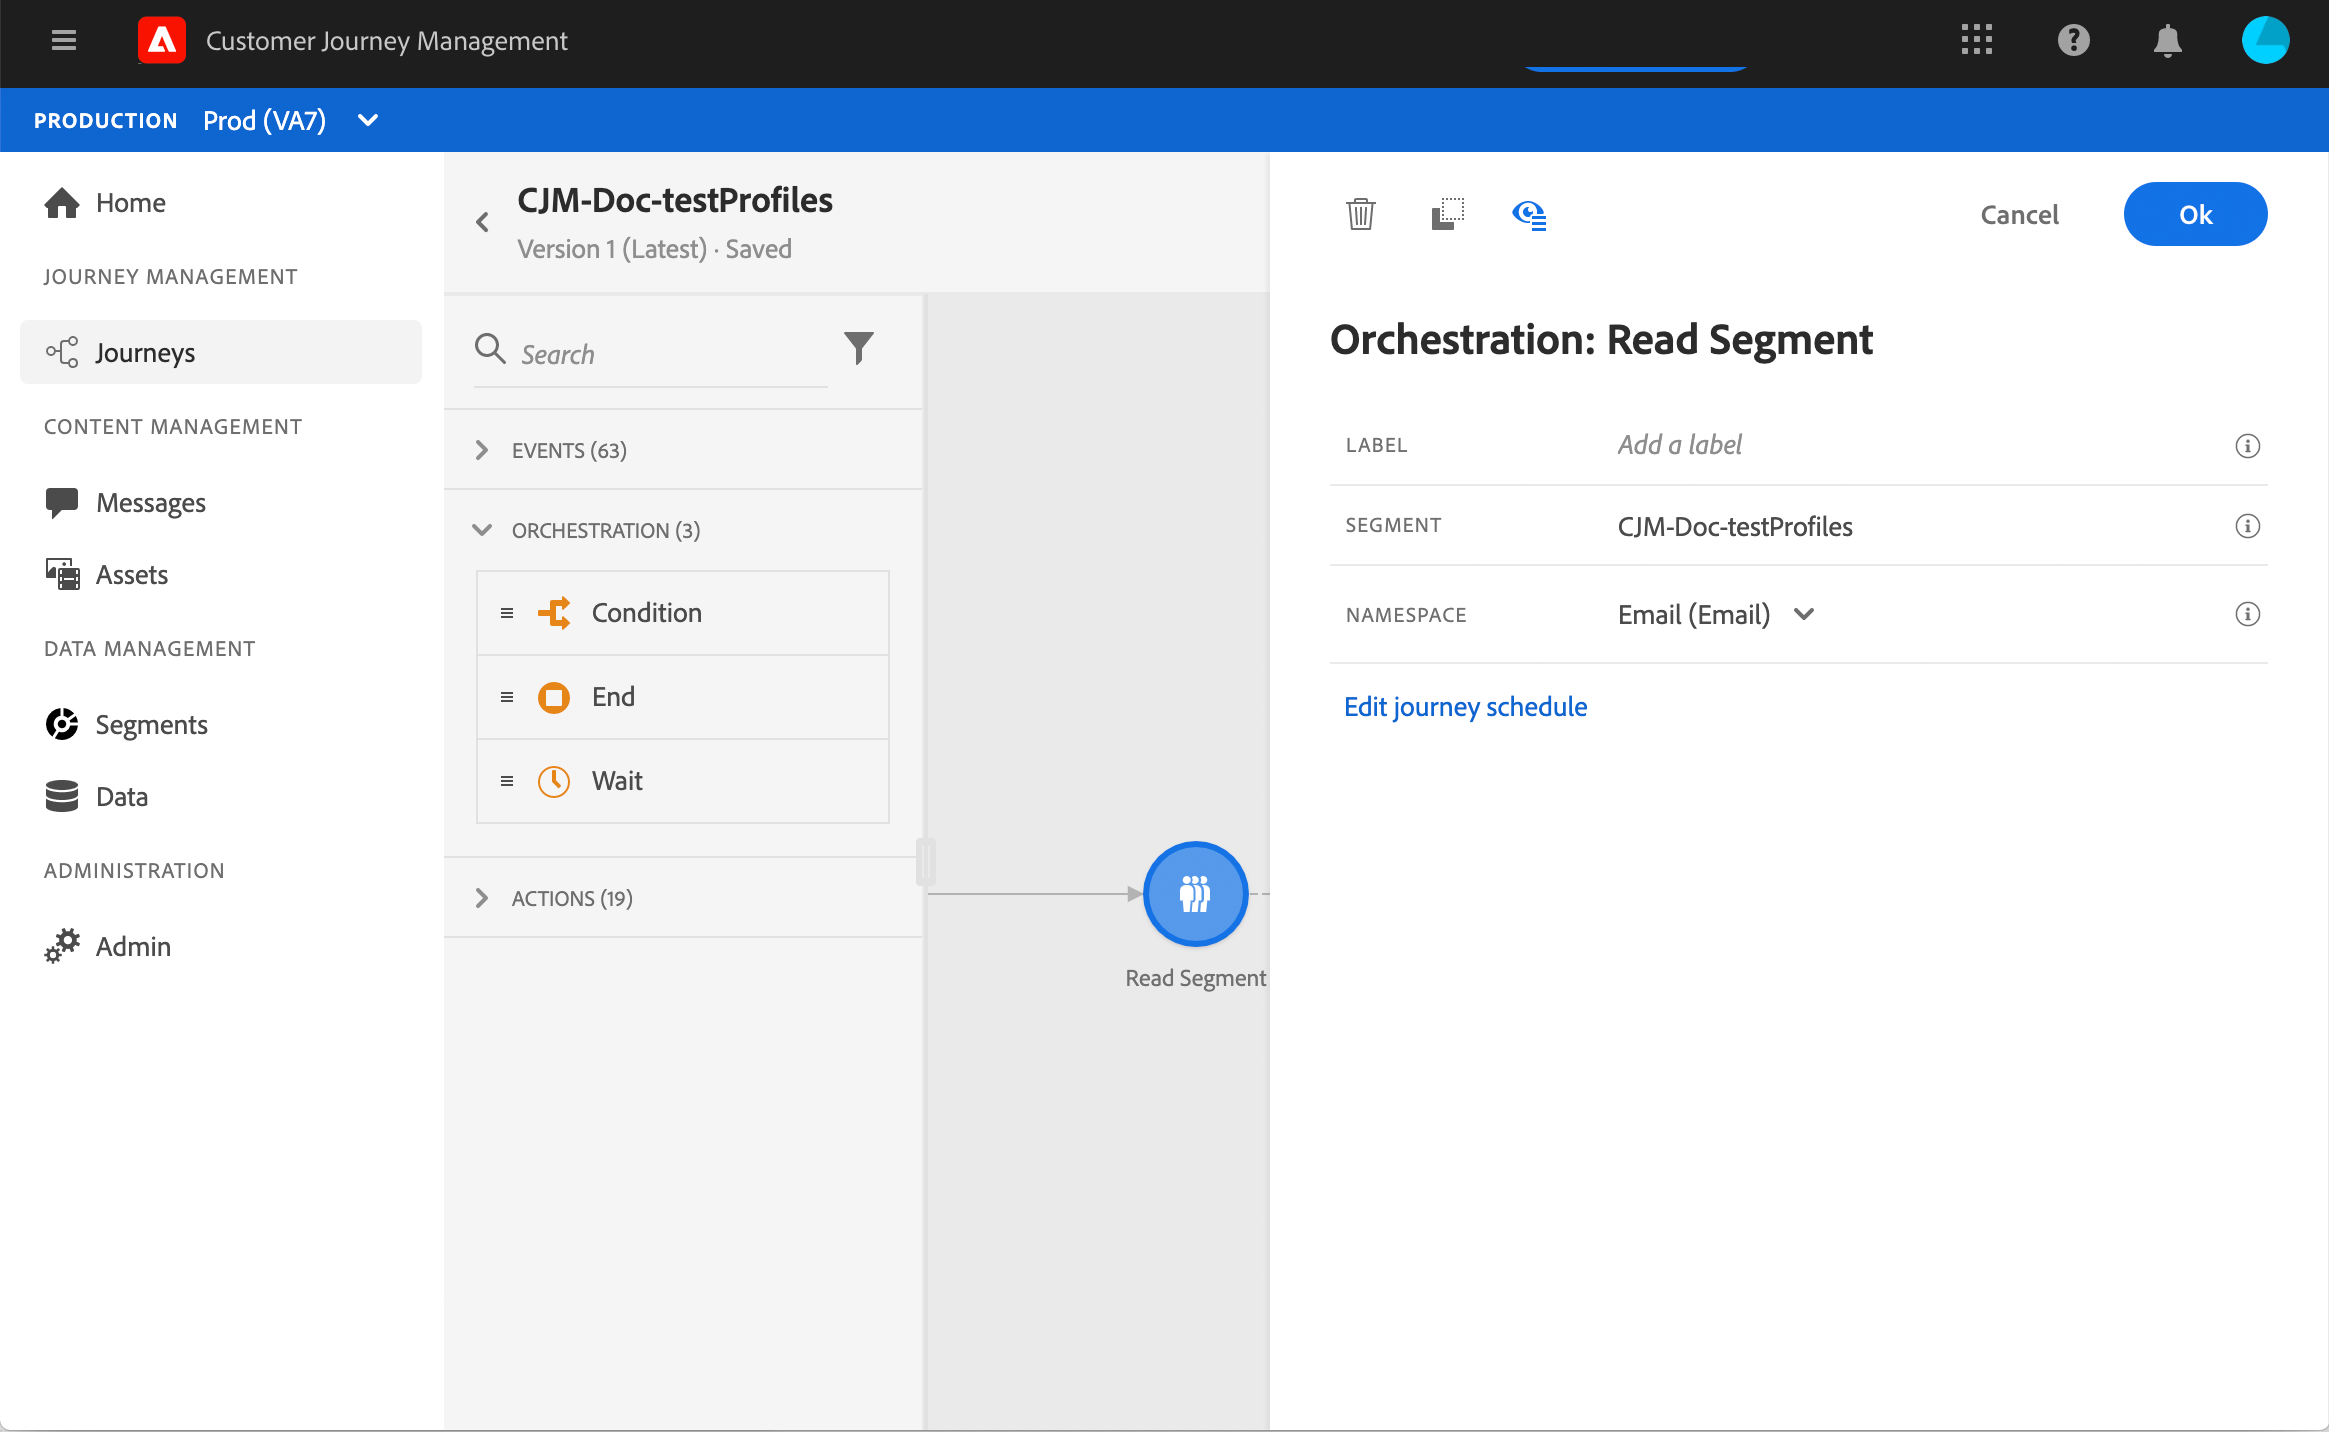 Customer Journey Management
PRODUCTION Prod (VA7)
Home
JOURNEY MANAGEMENT
Journeys
CONTENT MANAGEMENT
Messages
Assets
DATA MANAGEMENT
Segments
Data
ADMINISTRATION
Admin
CJM-Doc-testProfiles
Version 1 (Latest) · Saved
Search
EVENTS (63)
ORCHESTRATION (3)
Condition
End
Wait
ACTIONS (19)
Read Segment
Cancel
Ok
Orchestration: Read Segment
LABEL Add a label
SEGMENT CJM-Doc-testProfiles
NAMESPACE Email (Email)
Edit journey schedule